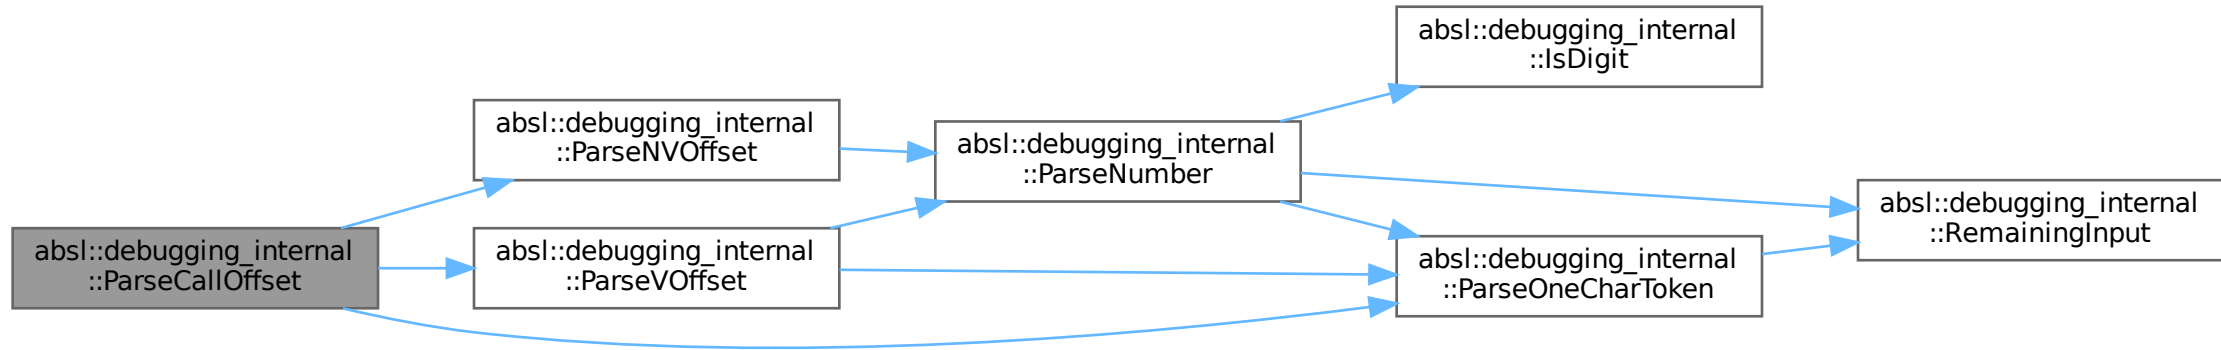 absl::debugging_internal
::ParseCallOffset
absl::debugging_internal
::ParseNVOffset
absl::debugging_internal
::ParseVOffset
absl::debugging_internal
::ParseNumber
absl::debugging_internal
::IsDigit
absl::debugging_internal
::ParseOneCharToken
absl::debugging_internal
::RemainingInput